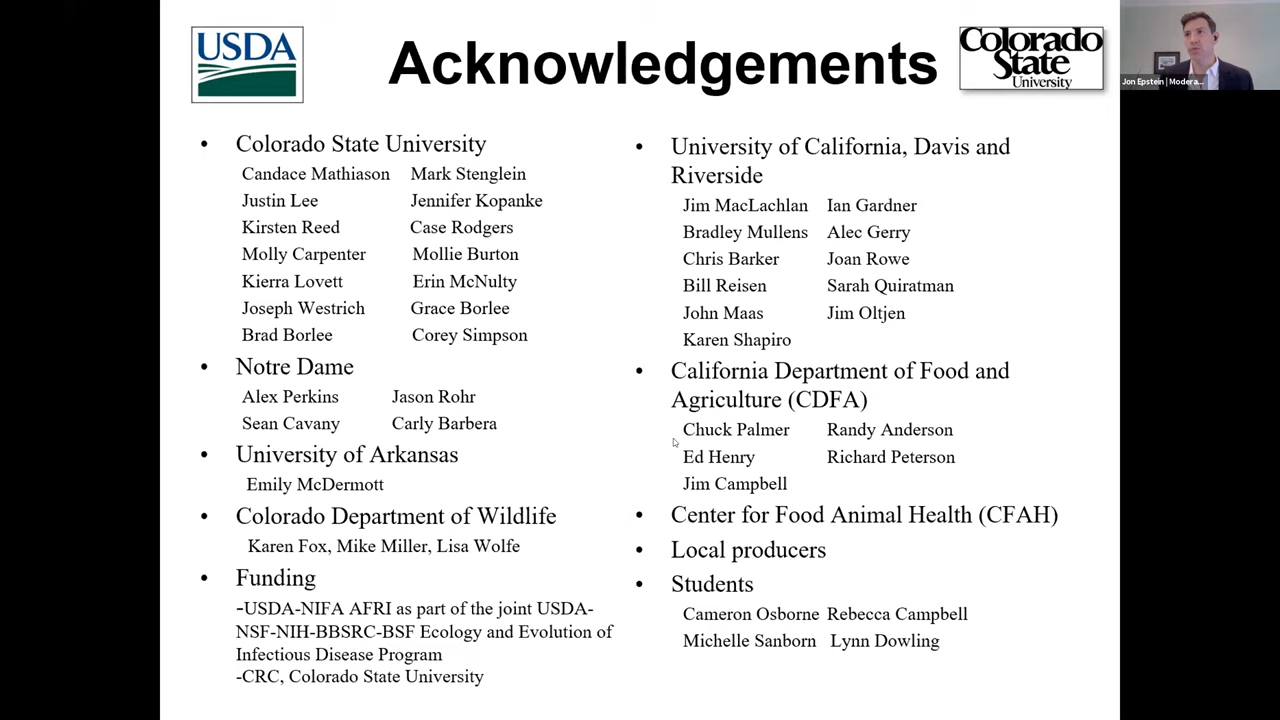 USDA
Acknowledgements
Colorado
State
University
Jon Epstein | Modera...
• Colorado State University
Candace Mathiason Mark Stenglein
Justin Lee Jennifer Kopanke
Kirsten Reed Case Rodgers
Molly Carpenter Mollie Burton
Kierra Lovett Erin McNulty
Joseph Westrich Grace Borlee
Brad Borlee Corey Simpson
• Notre Dame
Alex Perkins Jason Rohr
Sean Cavany Carly Barbera
• University of Arkansas
Emily McDermott
• Colorado Department of Wildlife
Karen Fox, Mike Miller, Lisa Wolfe
• Funding
-USDA-NIFA AFRI as part of the joint USDA-
NSF-NIH-BBSRC-BSF Ecology and Evolution of
Infectious Disease Program
-CRC, Colorado State University
• University of California, Davis and
Riverside
Jim MacLachlan Ian Gardner
Bradley Mullens Alec Gerry
Chris Barker Joan Rowe
Bill Reisen Sarah Quiratman
John Maas Jim Oltjen
Karen Shapiro
• California Department of Food and
Agriculture (CDFA)
Chuck Palmer Randy Anderson
Ed Henry Richard Peterson
Jim Campbell
• Center for Food Animal Health (CFAH)
• Local producers
• Students
Cameron Osborne Rebecca Campbell
Michelle Sanborn Lynn Dowling